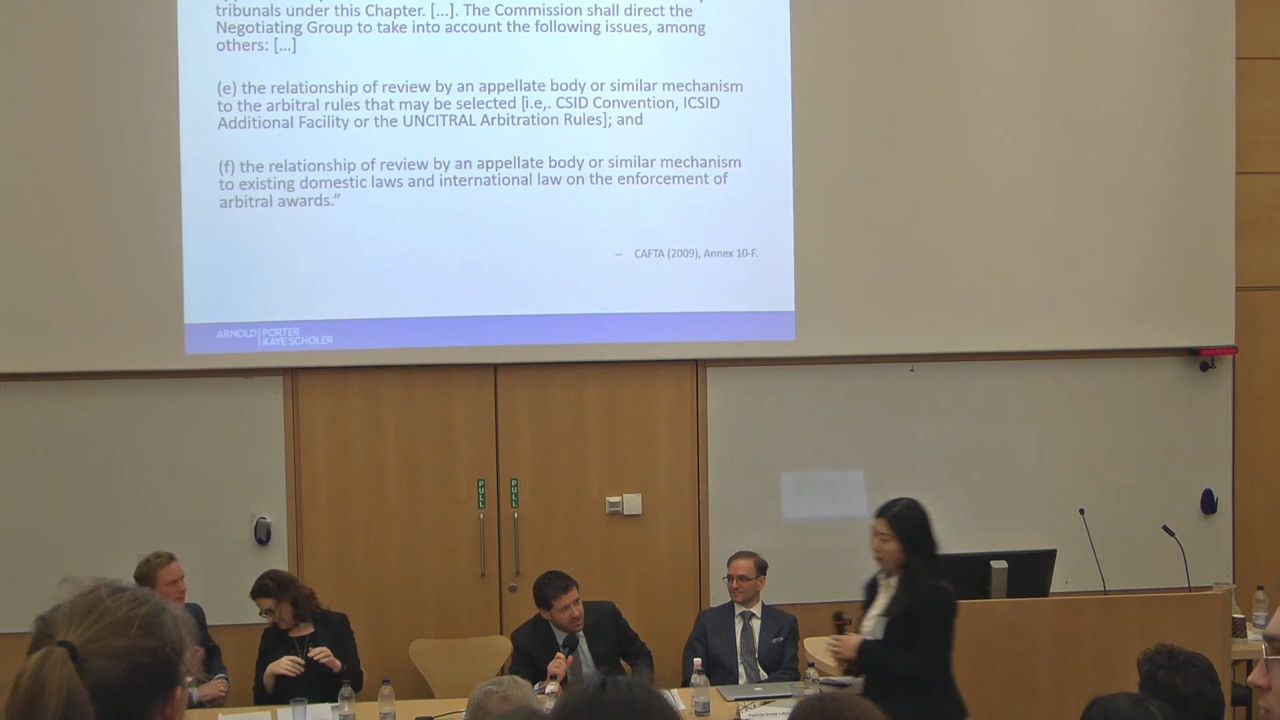 tribunals under this Chapter. […]. The Commission shall direct the
Negotiating Group to take into account the following issues, among
others: […]
(e) the relationship of review by an appellate body or similar mechanism
to the arbitral rules that may be selected [i.e,. CSID Convention, ICSID
Additional Facility or the UNCITRAL Arbitration Rules]; and
(f) the relationship of review by an appellate body or similar mechanism
to existing domestic laws and international law on the enforcement of
arbitral awards.”
– CAFTA (2009), Annex 10-F.
ARNOLD PORTER
KAYE SCHOLER
PULL
PULL